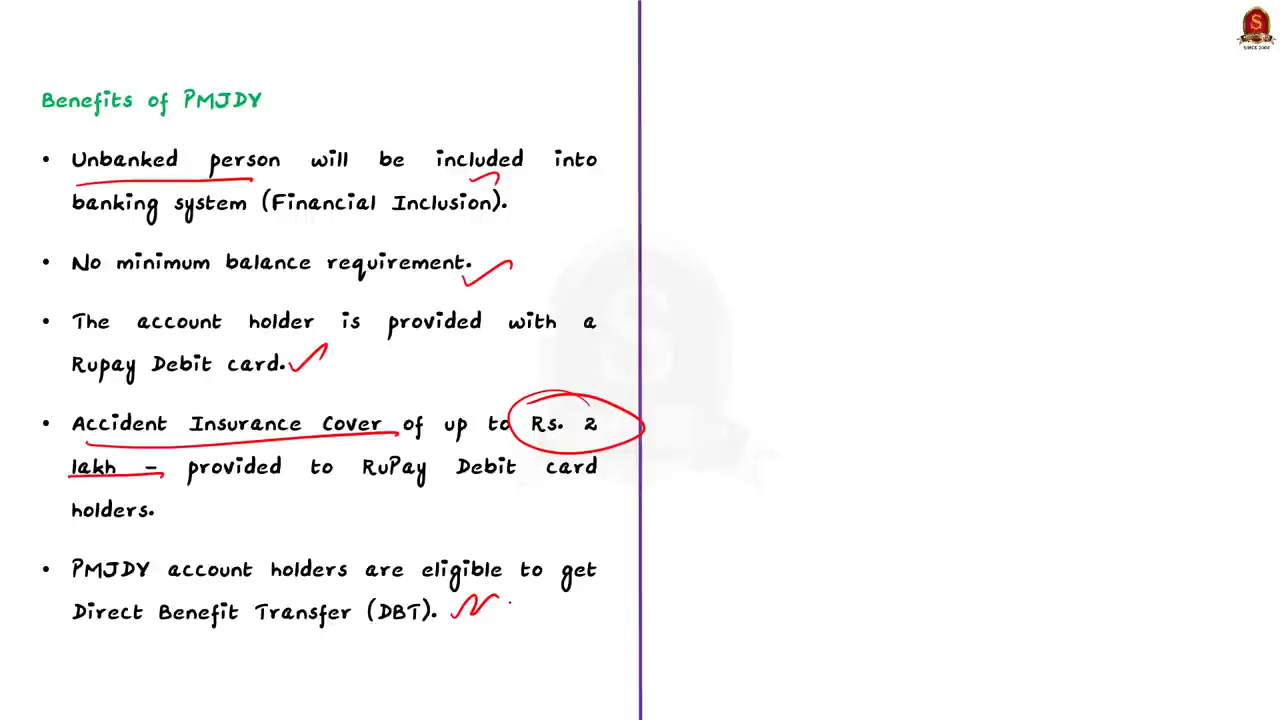 Benefits of PMJDY
• Unbanked person will be included into
banking system (Financial Inclusion).
• No minimum balance requirement.
• The account holder is provided with a
Rupay Debit card.
• Accident Insurance Cover of up to Rs. 2
lakh – provided to RuPay Debit card
holders.
• PMJDY account holders are eligible to get
Direct Benefit Transfer (DBT).
S
SINCE 2004